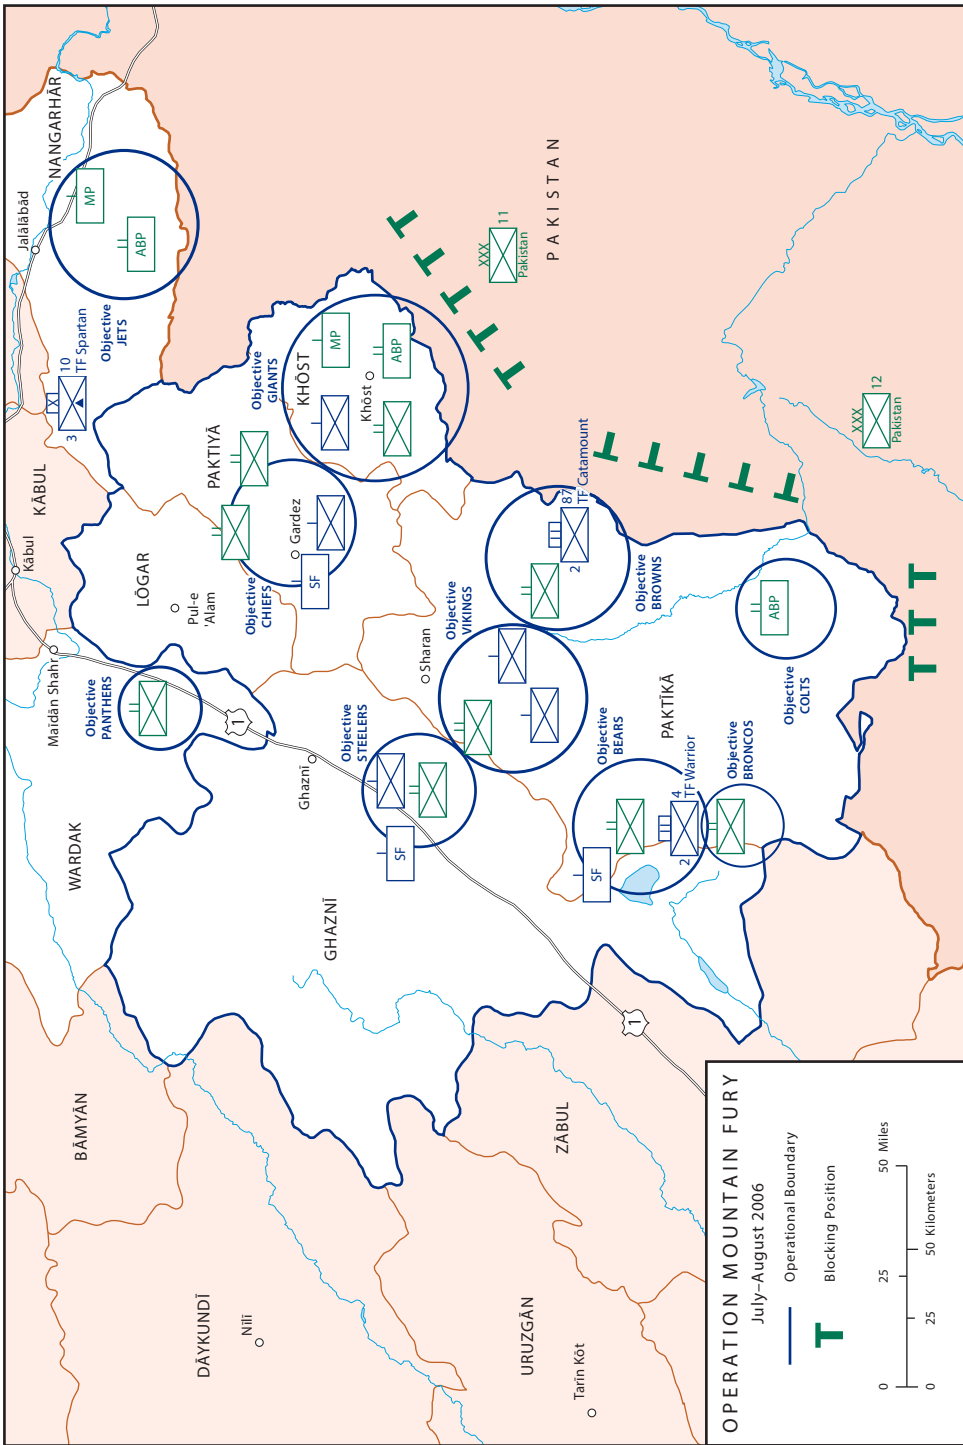 OPERATION MOUNTAIN FURY
July–August 2006
Operational Boundary
Blocking Position
0
25
50 Miles
0
25
50 Kilometers
BĀMYĀN
DĀYKUNDĪ
Nīlī
URUZGĀN
Tarīn Kōt
ZĀBUL
WARDAK
GHAZNĪ
Ghaznī
1
1
Maidān Shahr
Objective
PANTHERS
Kābul
KĀBUL
LŌGAR
Pul-e
'Alam
PAKTIYĀ
Gardez
Objective
CHIEFS
SF
Objective
STEELERS
SF
Sharan
Objective
VIKINGS
Objective
BEARS
SF
2
4
TF Warrior
PAKTĪKĀ
Objective
BRONCOS
Objective
COLTS
ABP
Objective
BROWNS
2
87
TF Catamount
Objective
GIANTS
KHŌST
Khōst
MP
ABP
X
3
10
TF Spartan
Objective
JETS
Jalālābād
NANGARHĀR
MP
ABP
PAKISTAN
XXX
11
Pakistan
XXX
12
Pakistan